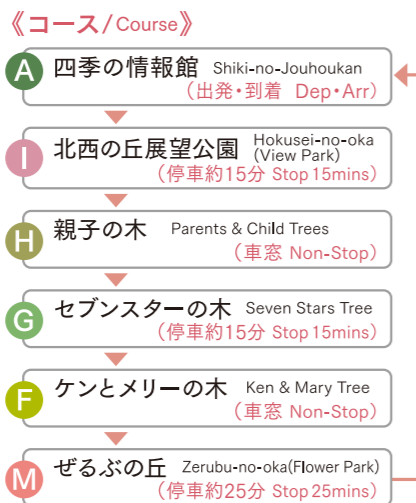 《コース/Course》
A 四季の情報館 Shiki-no-Jouhoukan
(出発・到着 Dep・Arr)
I 北西の丘展望公園 Hokusei-no-oka
(View Park)
(停車約15分 Stop 15mins)
H 親子の木 Parents & Child Trees
(車窓 Non-Stop)
G セブンスターの木 Seven Stars Tree
(停車約15分 Stop 15mins)
F ケンとメリーの木 Ken & Mary Tree
(車窓 Non-Stop)
M ぜるぶの丘 Zerubu-no-oka(Flower Park)
(停車約25分 Stop 25mins)